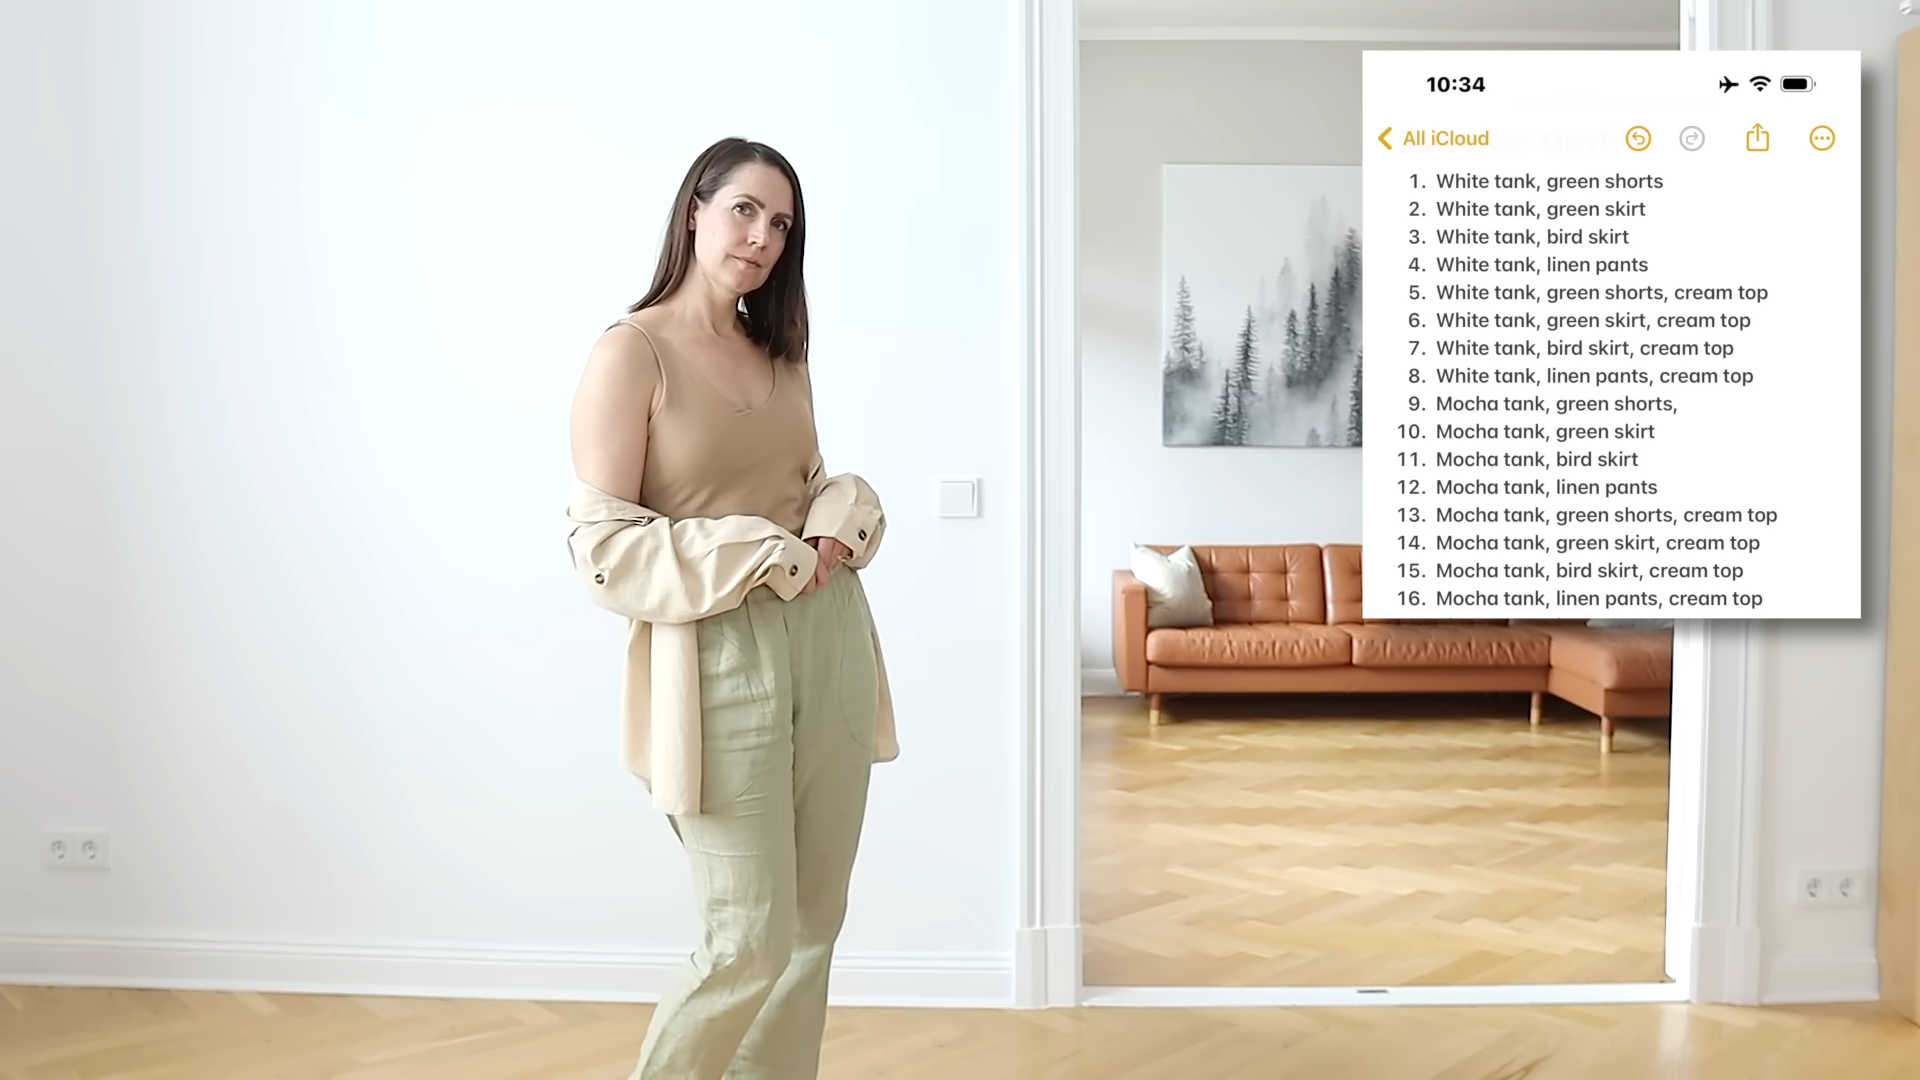 10:34
All iCloud
1. White tank, green shorts
2. White tank, green skirt
3. White tank, bird skirt
4. White tank, linen pants
5. White tank, green shorts, cream top
6. White tank, green skirt, cream top
7. White tank, bird skirt, cream top
8. White tank, linen pants, cream top
9. Mocha tank, green shorts,
10. Mocha tank, green skirt
11. Mocha tank, bird skirt
12. Mocha tank, linen pants
13. Mocha tank, green shorts, cream top
14. Mocha tank, green skirt, cream top
15. Mocha tank, bird skirt, cream top
16. Mocha tank, linen pants, cream top